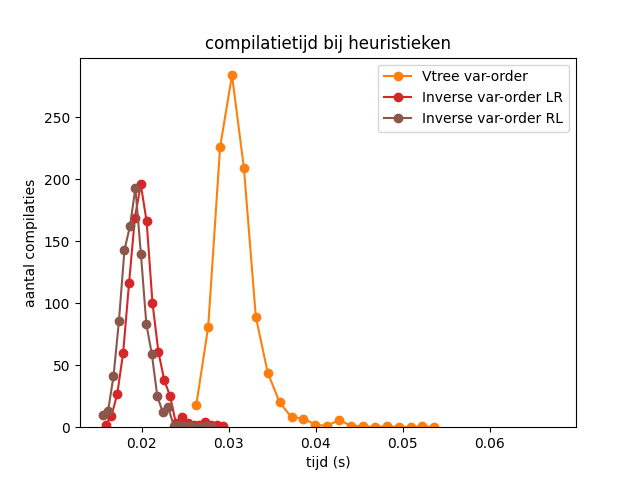 compilatietijd bij heuristieken
Vtree var-order
Inverse var-order LR
Inverse var-order RL
aantal compilaties
250
200
150
100
50
0
0.02 0.03 0.04 0.05 0.06
tijd (s)